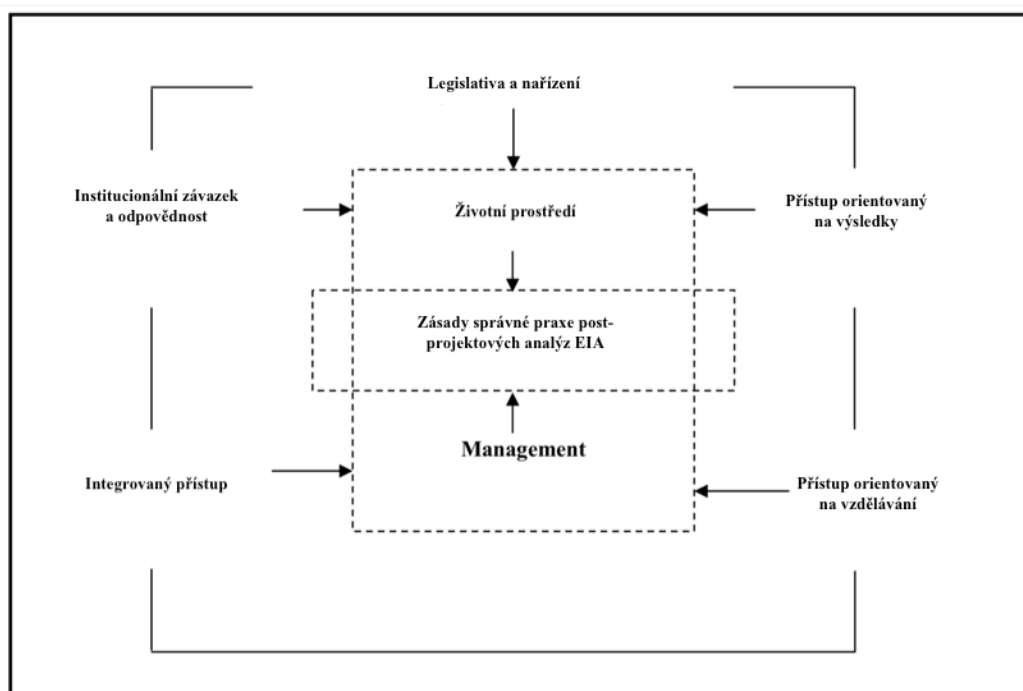 Legislativa a nařízení
Institucionální závazek
a odpovědnost
Životní prostředí
Přístup orientovaný
na výsledky
Zásady správné praxe post-
projektových analýz EIA
Management
Integrovaný přístup
Přístup orientovaný
na vzdělávání